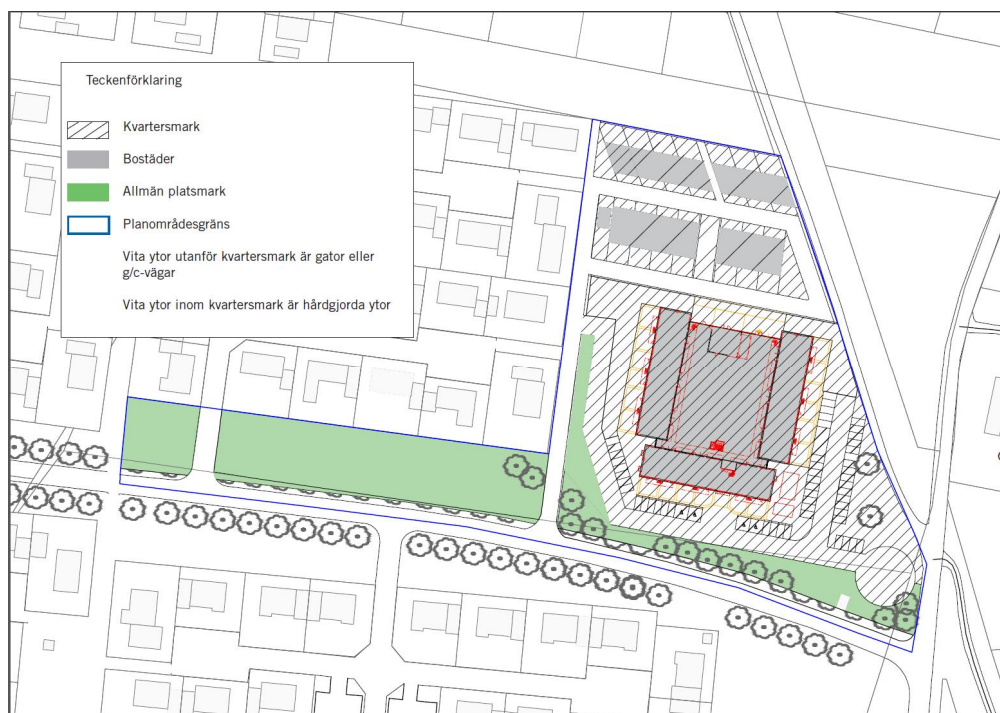 Teckenförklaring
Kvartersmark
Bostäder
Allmän platsmark
Planområdesgräns
Vita ytor utanför kvartersmark är gator eller
g/c-vägar
Vita ytor inom kvartersmark är hårdgjorda ytor